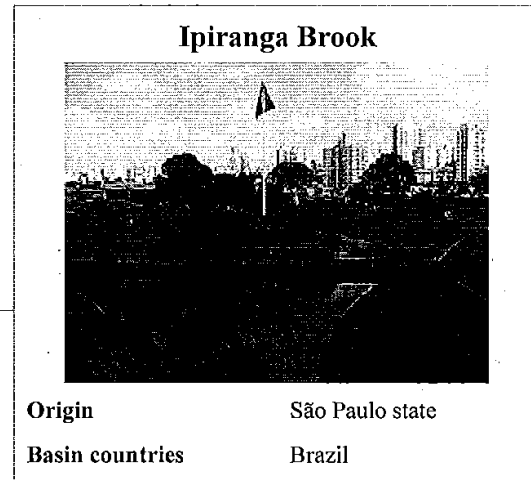 Ipiranga Brook
Origin São Paulo state
Basin countries Brazil